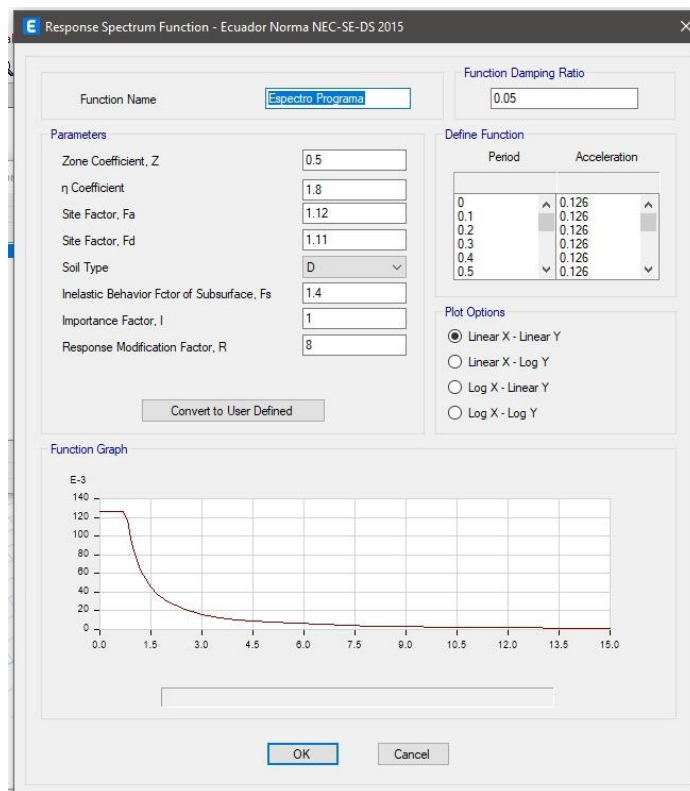 E Response Spectrum Function - Ecuador Norma NEC-SE-DS 2015
Function Name
Espectro Programa
Function Damping Ratio
0.05
Parameters
Zone Coefficient, Z 0.5
η Coefficient 1.8
Site Factor, Fa 1.12
Site Factor, Fd 1.11
Soil Type D
Inelastic Behavior Fctor of Subsurface, Fs 1.4
Importance Factor, I 1
Response Modification Factor, R 8
Convert to User Defined
Define Function
Period Acceleration
0 0.126
0.1 0.126
0.2 0.126
0.3 0.126
0.4 0.126
0.5 0.126
Plot Options
Linear X - Linear Y
Linear X - Log Y
Log X - Linear Y
Log X - Log Y
Function Graph
E-3
140
120
100
80
60
40
20
0
0.0 1.5 3.0 4.5 6.0 7.5 9.0 10.5 12.0 13.5 15.0
OK Cancel